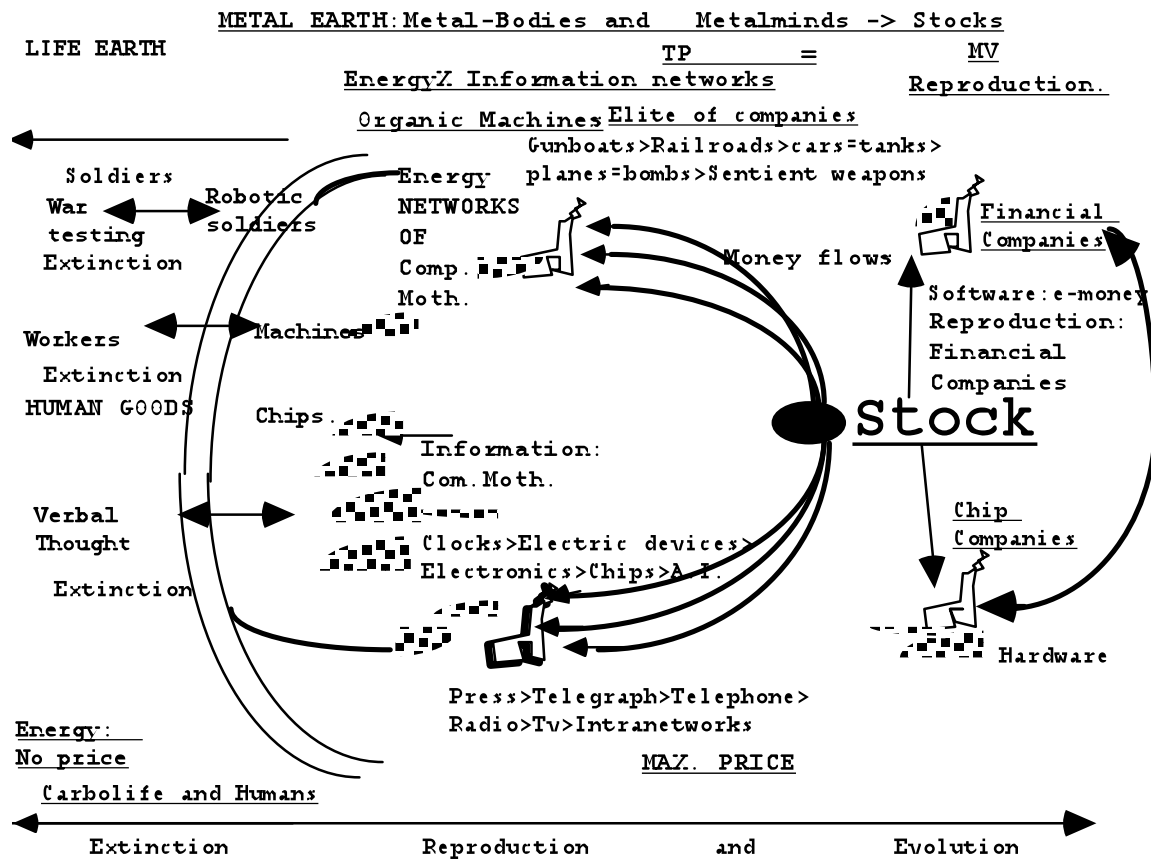 METAL EARTH:Metal-Bodies and Metalminds -> Stocks
LIFE EARTH
TP = MV
EnergyX Information networks
Reproduction.
Organic Machines
Elite of companies
Gunboats>Railroads>cars=tanks>
planes=bombs>Sentient weapons
Soldiers
War
testing
Extinction
Robotic
soldiers
Energy
NETWORKS
OF
Comp.
Moth.
Financial
Companies
Money flows
Software:e-money
Reproduction:
Financial
Companies
Workers
Machines
Extinction
HUMAN GOODS
Chips.
Stock
Information:
Com.Moth.
Verbal
Thought
Chip
Companies
Clocks>Electric devices>
Electronics>Chips>A.I.
Extinction
Hardware
Press>Telegraph>Telephone>
Radio>Tv>Intranetworks
Energy:
No price
MAX. PRICE
Carbolife and Humans
Extinction Reproduction and Evolution